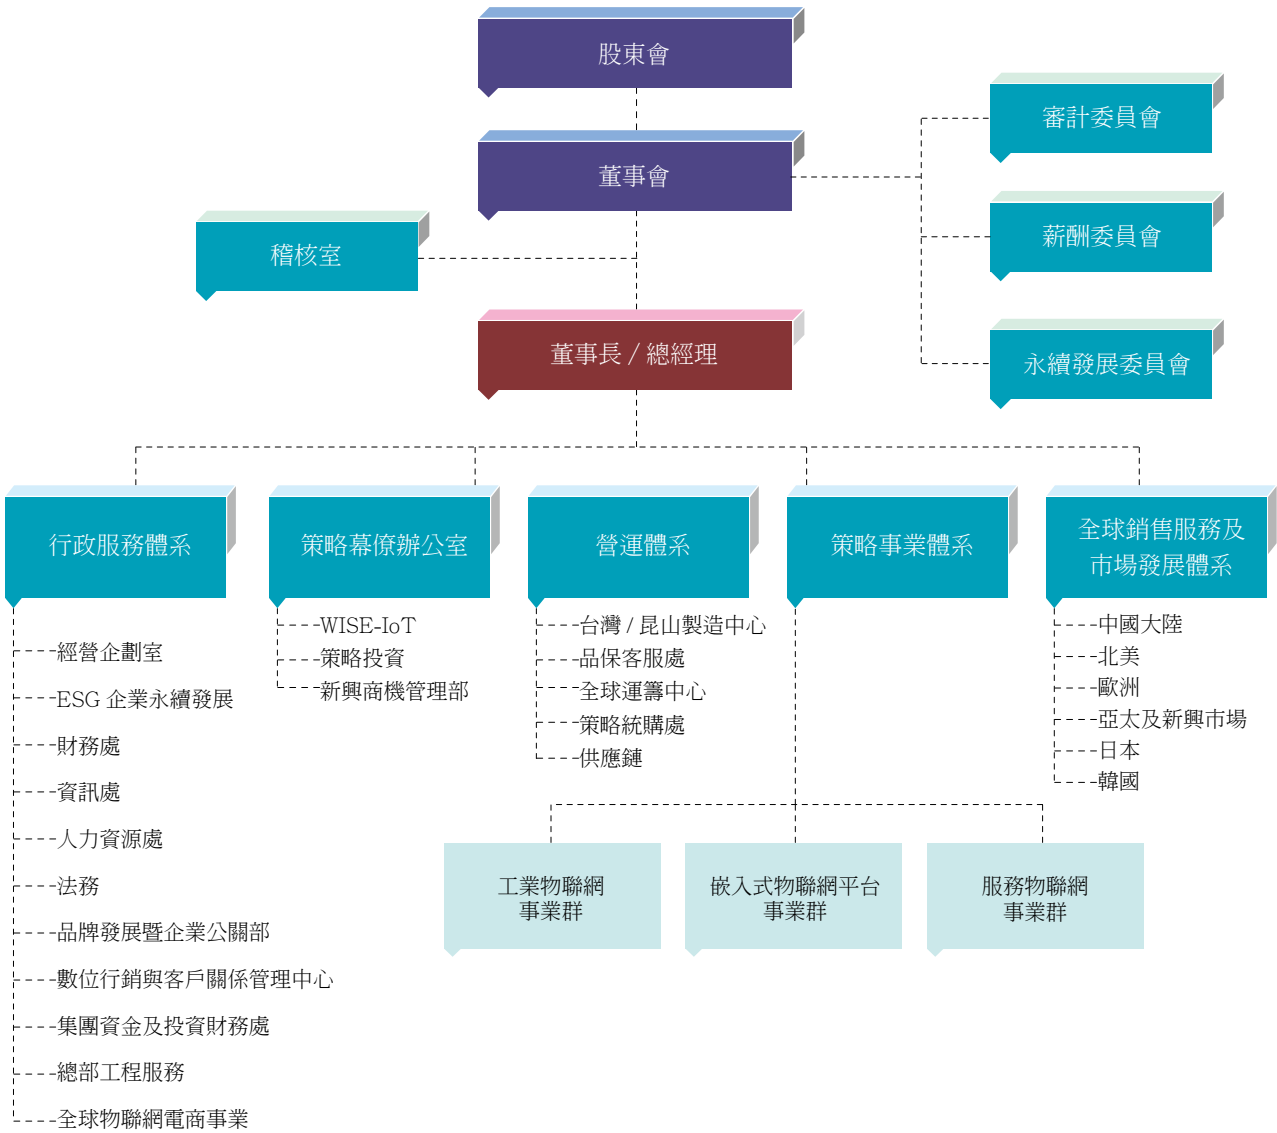 股東會
董事會
審計委員會
薪酬委員會
永續發展委員會
稽核室
董事長 / 總經理
行政服務體系
經營企劃室
ESG 企業永續發展
財務處
資訊處
人力資源處
法務
品牌發展暨企業公關部
數位行銷與客戶關係管理中心
集團資金及投資財務處
總部工程服務
全球物聯網電商事業
策略幕僚辦公室
WISE-IoT
策略投資
新興商機管理部
營運體系
台灣 / 昆山製造中心
品保客服處
全球運籌中心
策略統購處
供應鏈
策略事業體系
工業物聯網
事業群
嵌入式物聯網平台
事業群
服務物聯網
事業群
全球銷售服務及
市場發展體系
中國大陸
北美
歐洲
亞太及新興市場
日本
韓國